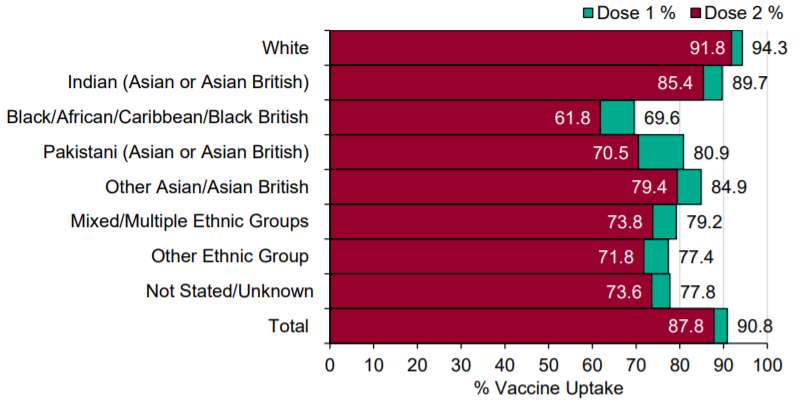 Dose 1 % Dose 2 %
White 91.8 94.3
Indian (Asian or Asian British) 85.4 89.7
Black/African/Caribbean/Black British 61.8 69.6
Pakistani (Asian or Asian British) 70.5 80.9
Other Asian/Asian British 79.4 84.9
Mixed/Multiple Ethnic Groups 73.8 79.2
Other Ethnic Group 71.8 77.4
Not Stated/Unknown 73.6 77.8
Total 87.8 90.8
0 10 20 30 40 50 60 70 80 90 100
% Vaccine Uptake